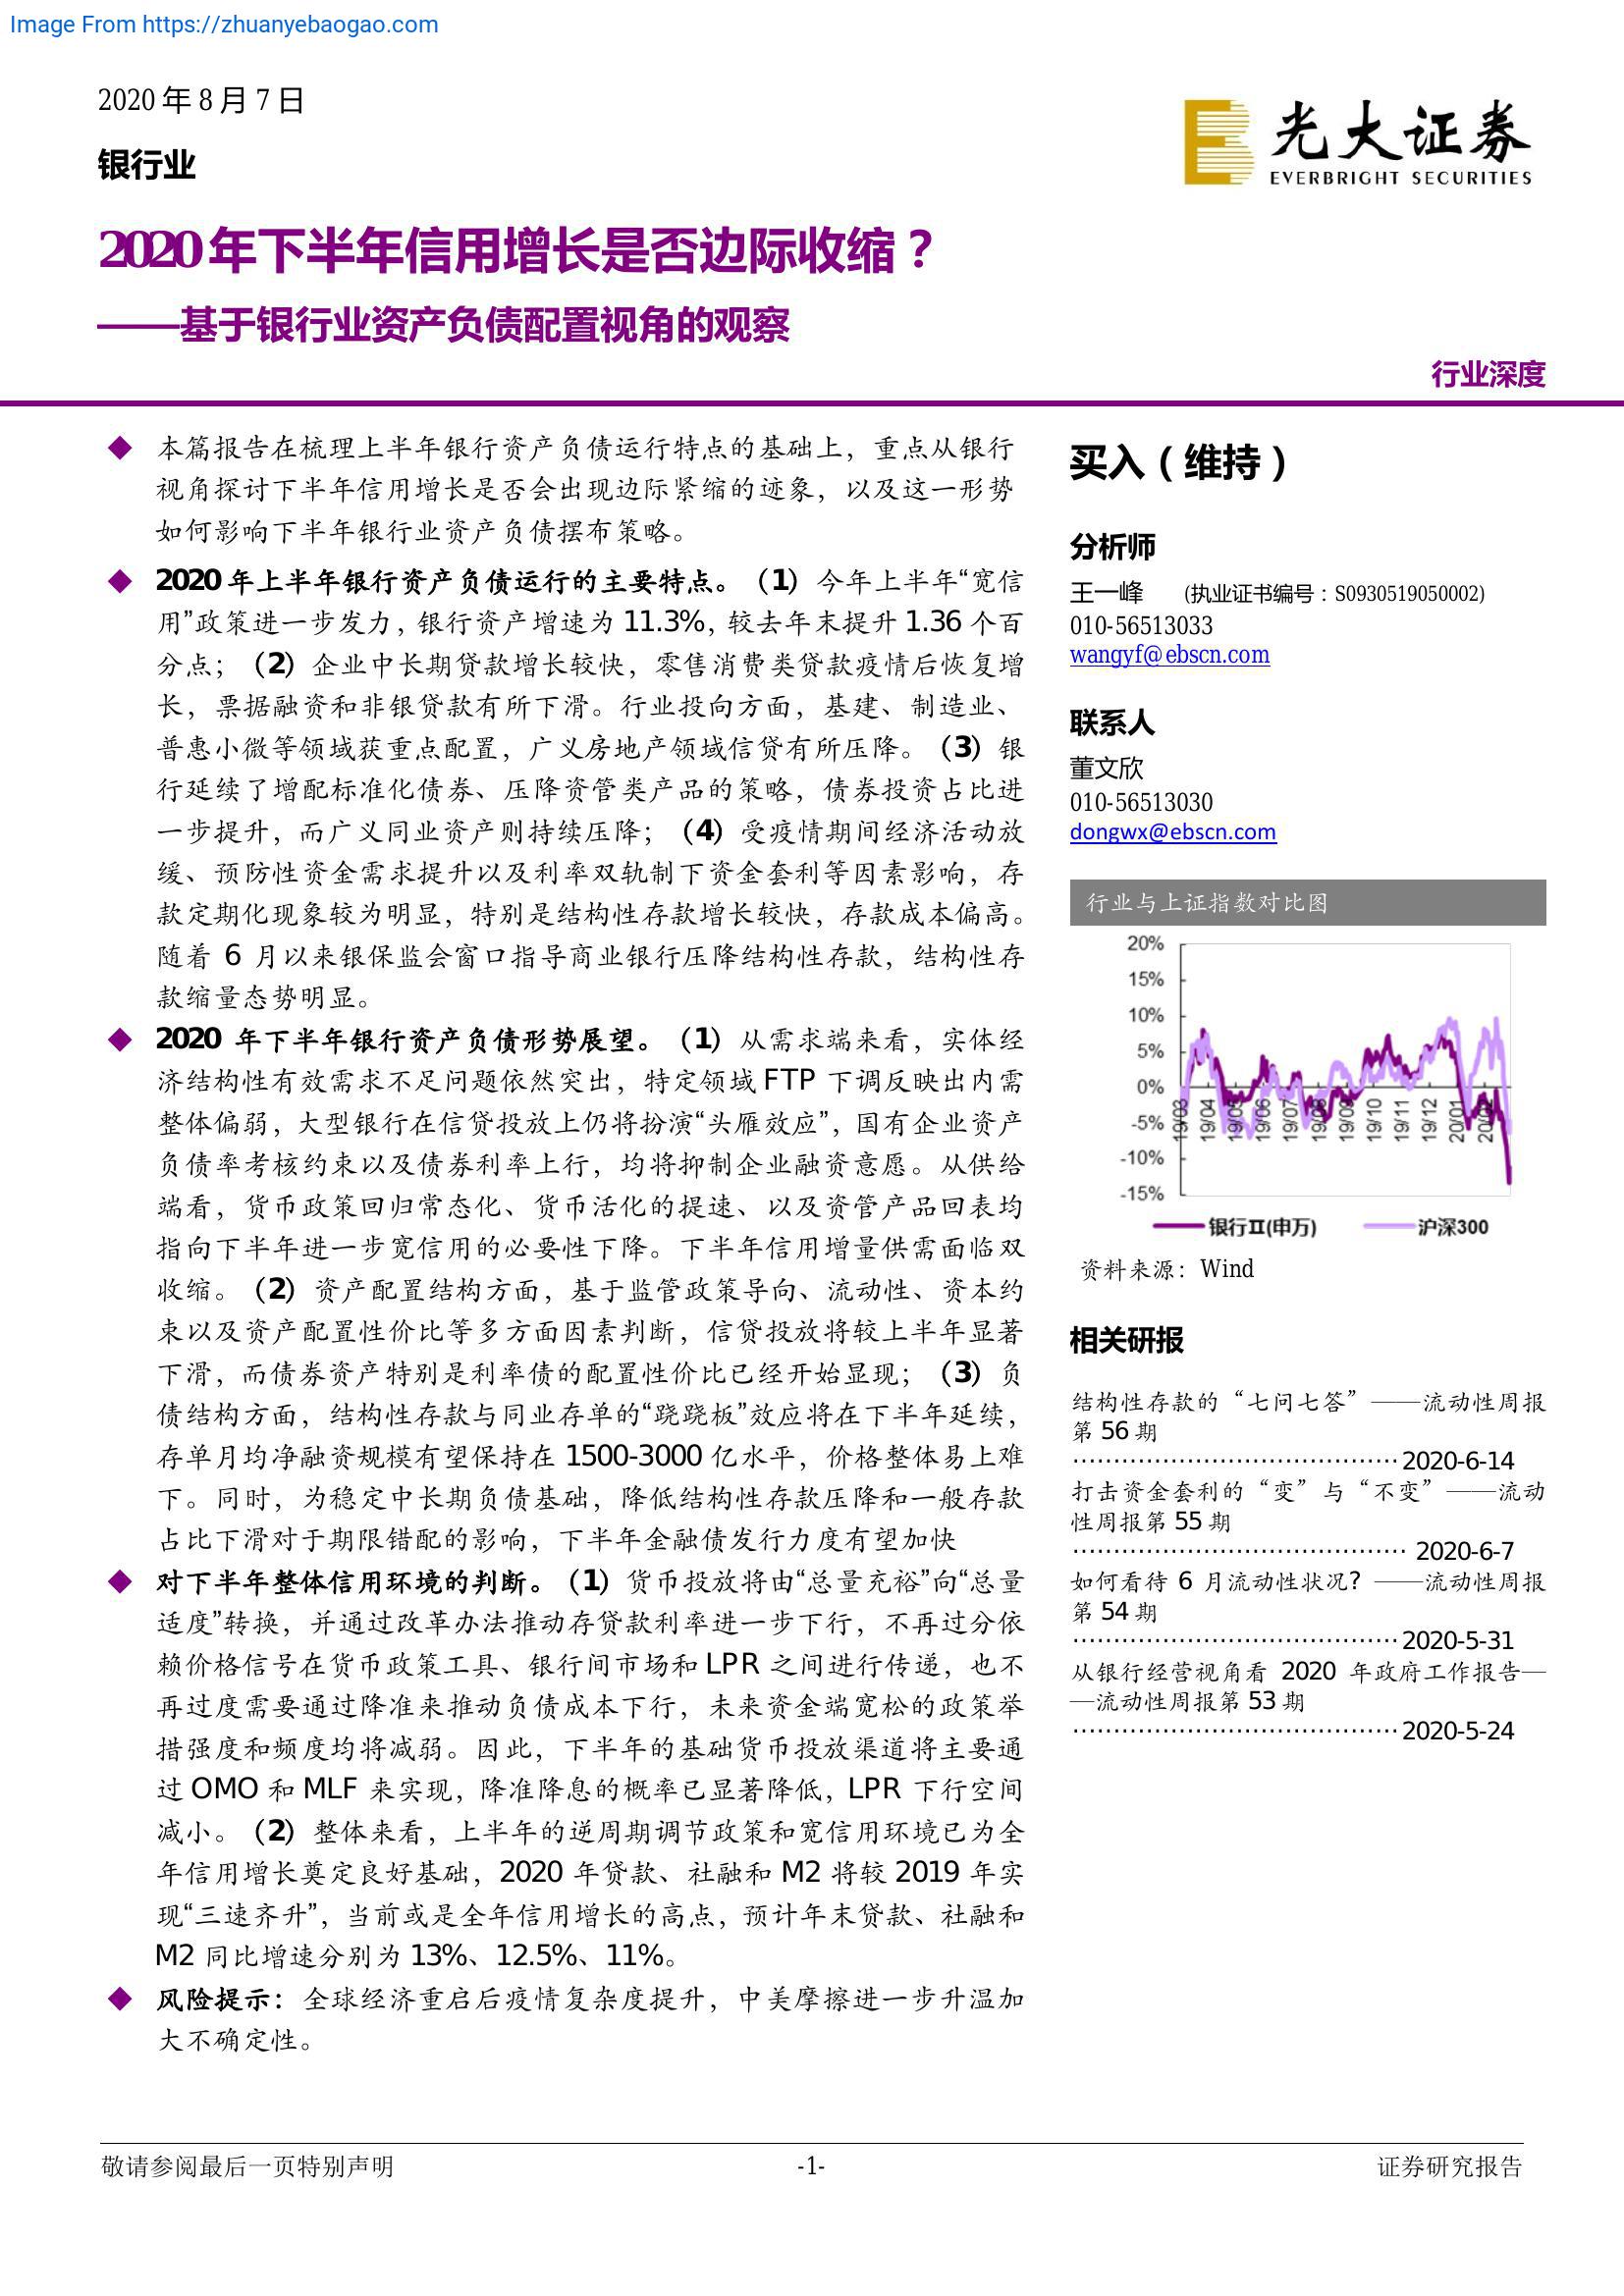 Image From https://zhuanyebaogao.com
2020 年 8 月 7 日
银行业
光大证券
EVERBRIGHT SECURITIES
2020 年下半年信用增长是否边际收缩？
——基于银行业资产负债配置视角的观察
行业深度
◆ 本篇报告在梳理上半年银行资产负债运行特点的基础上，重点从银行
视角探讨下半年信用增长是否会出现边际紧缩的迹象，以及这一形势
如何影响下半年银行业资产负债摆布策略。
◆ 2020 年上半年银行资产负债运行的主要特点。（1）今年上半年“宽信
用”政策进一步发力，银行资产增速为 11.3%，较去年末提升 1.36 个百
分点；（2）企业中长期贷款增长较快，零售消费类贷款疫情后恢复增
长，票据融资和非银贷款有所下滑。行业投向方面，基建、制造业、
普惠小微等领域获重点配置，广义房地产领域信贷有所压降。（3）银
行延续了增配标准化债券、压降资管类产品的策略，债券投资占比进
一步提升，而广义同业资产则持续压降；（4）受疫情期间经济活动放
缓、预防性资金需求提升以及利率双轨制下资金套利等因素影响，存
款定期化现象较为明显，特别是结构性存款增长较快，存款成本偏高。
随着 6 月以来银保监会窗口指导商业银行压降结构性存款，结构性存
款缩量态势明显。
◆ 2020 年下半年银行资产负债形势展望。（1）从需求端来看，实体经
济结构性有效需求不足问题依然突出，特定领域 FTP 下调反映出内需
整体偏弱，大型银行在信贷投放上仍将扮演“头雁效应”，国有企业资产
负债率考核约束以及债券利率上行，均将抑制企业融资意愿。从供给
端看，货币政策回归常态化、货币活化的提速、以及资管产品回表均
指向下半年进一步宽信用的必要性下降。下半年信用增量供需面临双
收缩。（2）资产配置结构方面，基于监管政策导向、流动性、资本约
束以及资产配置性价比等多方面因素判断，信贷投放将较上半年显著
下滑，而债券资产特别是利率债的配置性价比已经开始显现；（3）负
债结构方面，结构性存款与同业存单的“跷跷板”效应将在下半年延续，
存单月均净融资规模有望保持在 1500-3000 亿水平，价格整体易上难
下。同时，为稳定中长期负债基础，降低结构性存款压降和一般存款
占比下滑对于期限错配的影响，下半年金融债发行力度有望加快
◆ 对下半年整体信用环境的判断。（1）货币投放将由“总量充裕”向“总量
适度”转换，并通过改革办法推动存贷款利率进一步下行，不再过分依
赖价格信号在货币政策工具、银行间市场和 LPR 之间进行传递，也不
再过度需要通过降准来推动负债成本下行，未来资金端宽松的政策举
措强度和频度均将减弱。因此，下半年的基础货币投放渠道将主要通
过 OMO 和 MLF 来实现，降准降息的概率已显著降低，LPR 下行空间
减小。（2）整体来看，上半年的逆周期调节政策和宽信用环境已为全
年信用增长奠定良好基础，2020 年贷款、社融和 M2 将较 2019 年实
现“三速齐升”，当前或是全年信用增长的高点，预计年末贷款、社融和
M2 同比增速分别为 13%、12.5%、11%。
◆ 风险提示：全球经济重启后疫情复杂度提升，中美摩擦进一步升温加
大不确定性。
买入（维持）
分析师
王一峰 (执业证书编号：S0930519050002)
010-56513033
wangyf@ebscn.com
联系人
董文欣
010-56513030
dongwx@ebscn.com
行业与上证指数对比图
20%
15%
10%
5%
0%
-5%
-10%
-15%
19/03 19/04 19/05 19/06 19/07 19/08 19/09 19/10 19/11 19/12 20/01 20/02
银行II(申万) 沪深300
资料来源：Wind
相关研报
结构性存款的“七问七答”——流动性周报
第 56 期
········································ 2020-6-14
打击资金套利的“变”与“不变”——流动
性周报第 55 期
········································· 2020-6-7
如何看待 6 月流动性状况？——流动性周报
第 54 期
········································ 2020-5-31
从银行经营视角看 2020 年政府工作报告—
—流动性周报第 53 期
········································ 2020-5-24
敬请参阅最后一页特别声明 -1- 证券研究报告